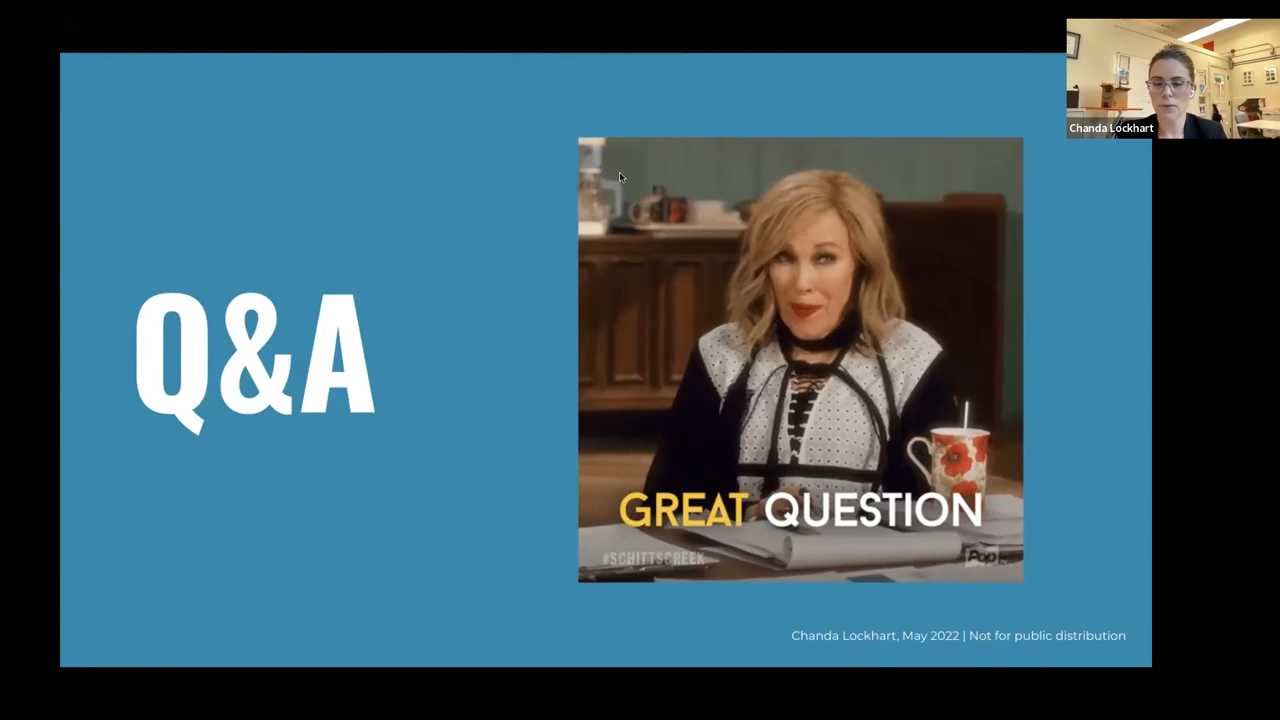 Chanda Lockhart
Q&A
GREAT QUESTION
#SCHITTSCREEK
Pop
Chanda Lockhart, May 2022 | Not for public distribution